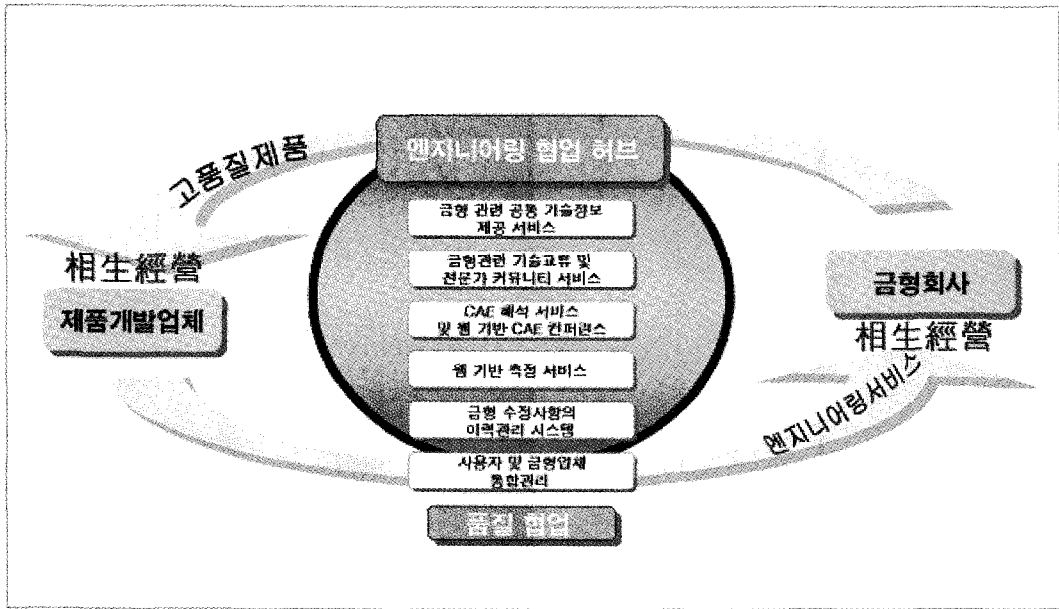 엔지니어링 협업 허브
고품질제품
금형 관련 공통 기술정보
제공 서비스
금형관련 기술교류 및
전문가 커뮤니티 서비스
CAE 해석 서비스
및 웹 기반 CAE 컨퍼런스
웹 기반 측정 서비스
금형 수정사항의
이력관리 시스템
사용자 및 금형업체
통합관리
품질 협업
相生經營
제품개발업체
금형회사
相生經營
엔지니어링서비스